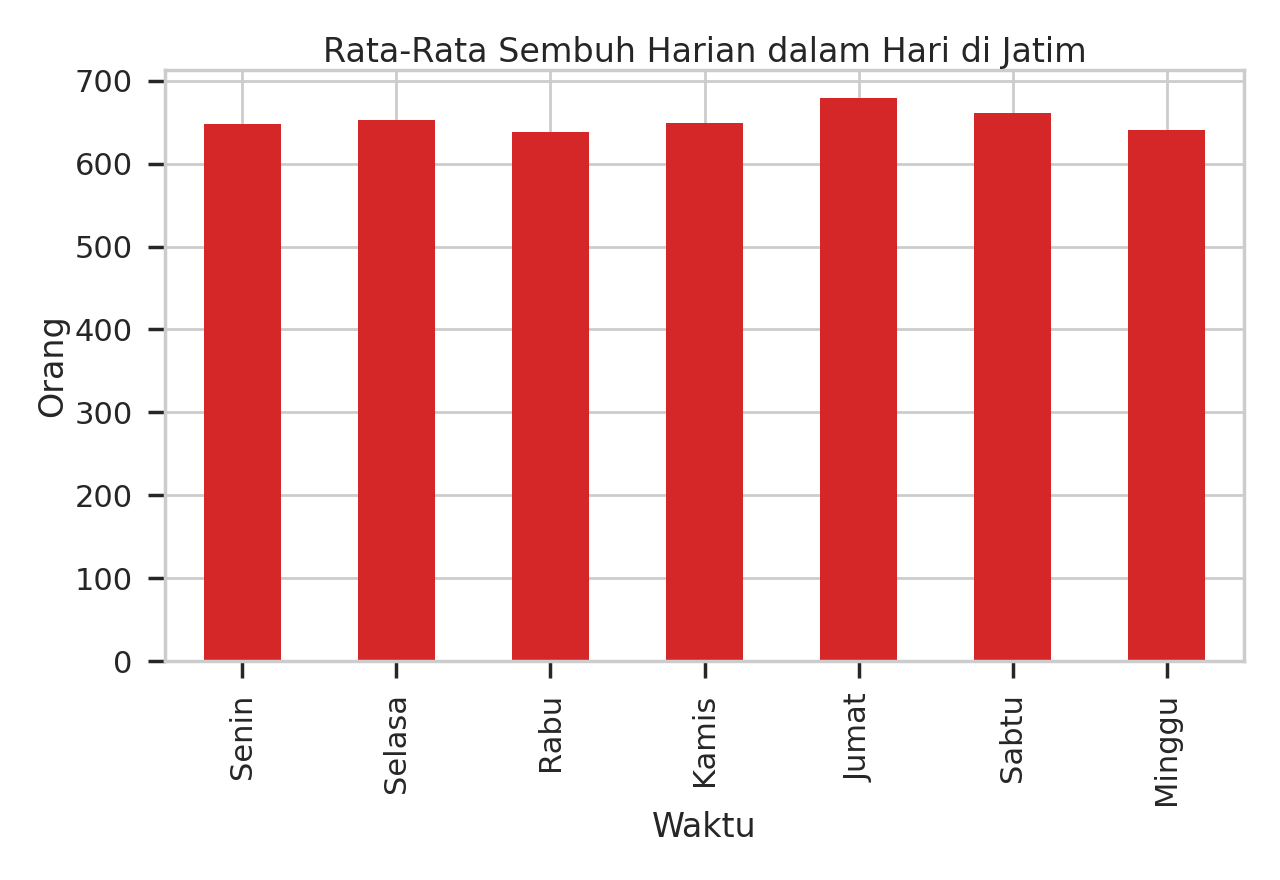 Rata-Rata Sembuh Harian dalam Hari di Jatim
700
600
500
400
300
200
100
0
Orang
Senin
Selasa
Rabu
Kamis
Jumat
Sabtu
Minggu
Waktu